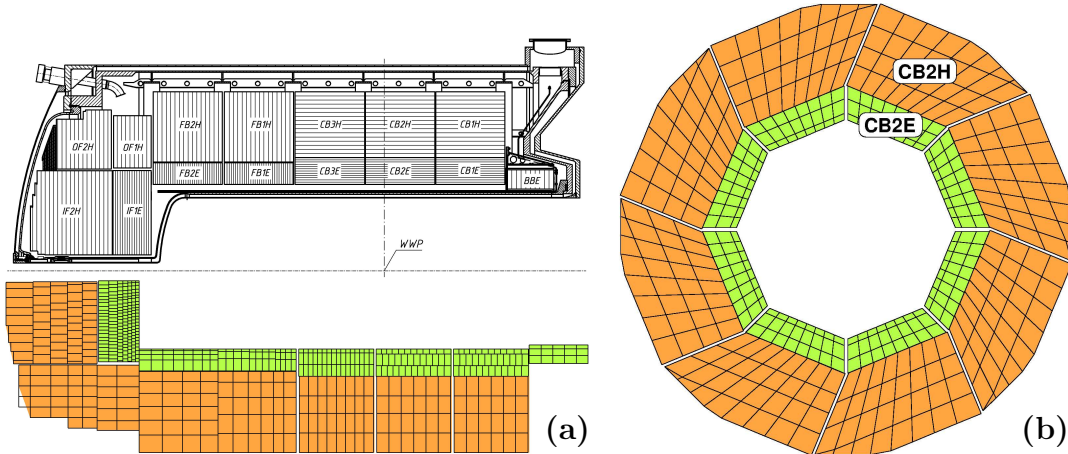 FB2H
FB1H
CB3H
CB2H
CB1H
OF2H
OF1H
FB2E
FB1E
CB3E
CB2E
CB1E
BBE
IF2H
IF1E
WWP
(a)
CB2H
CB2E
(b)